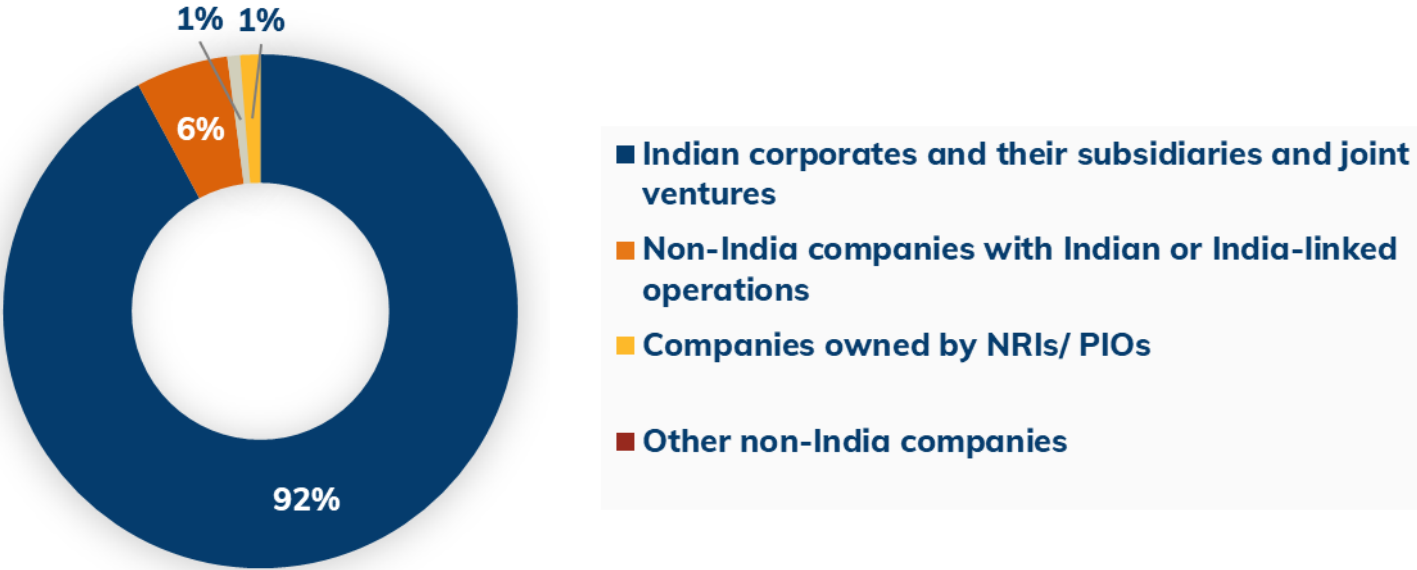 1% 1%
6%
92%
Indian corporates and their subsidiaries and joint
ventures
Non-India companies with Indian or India-linked
operations
Companies owned by NRIs/ PIOs
Other non-India companies